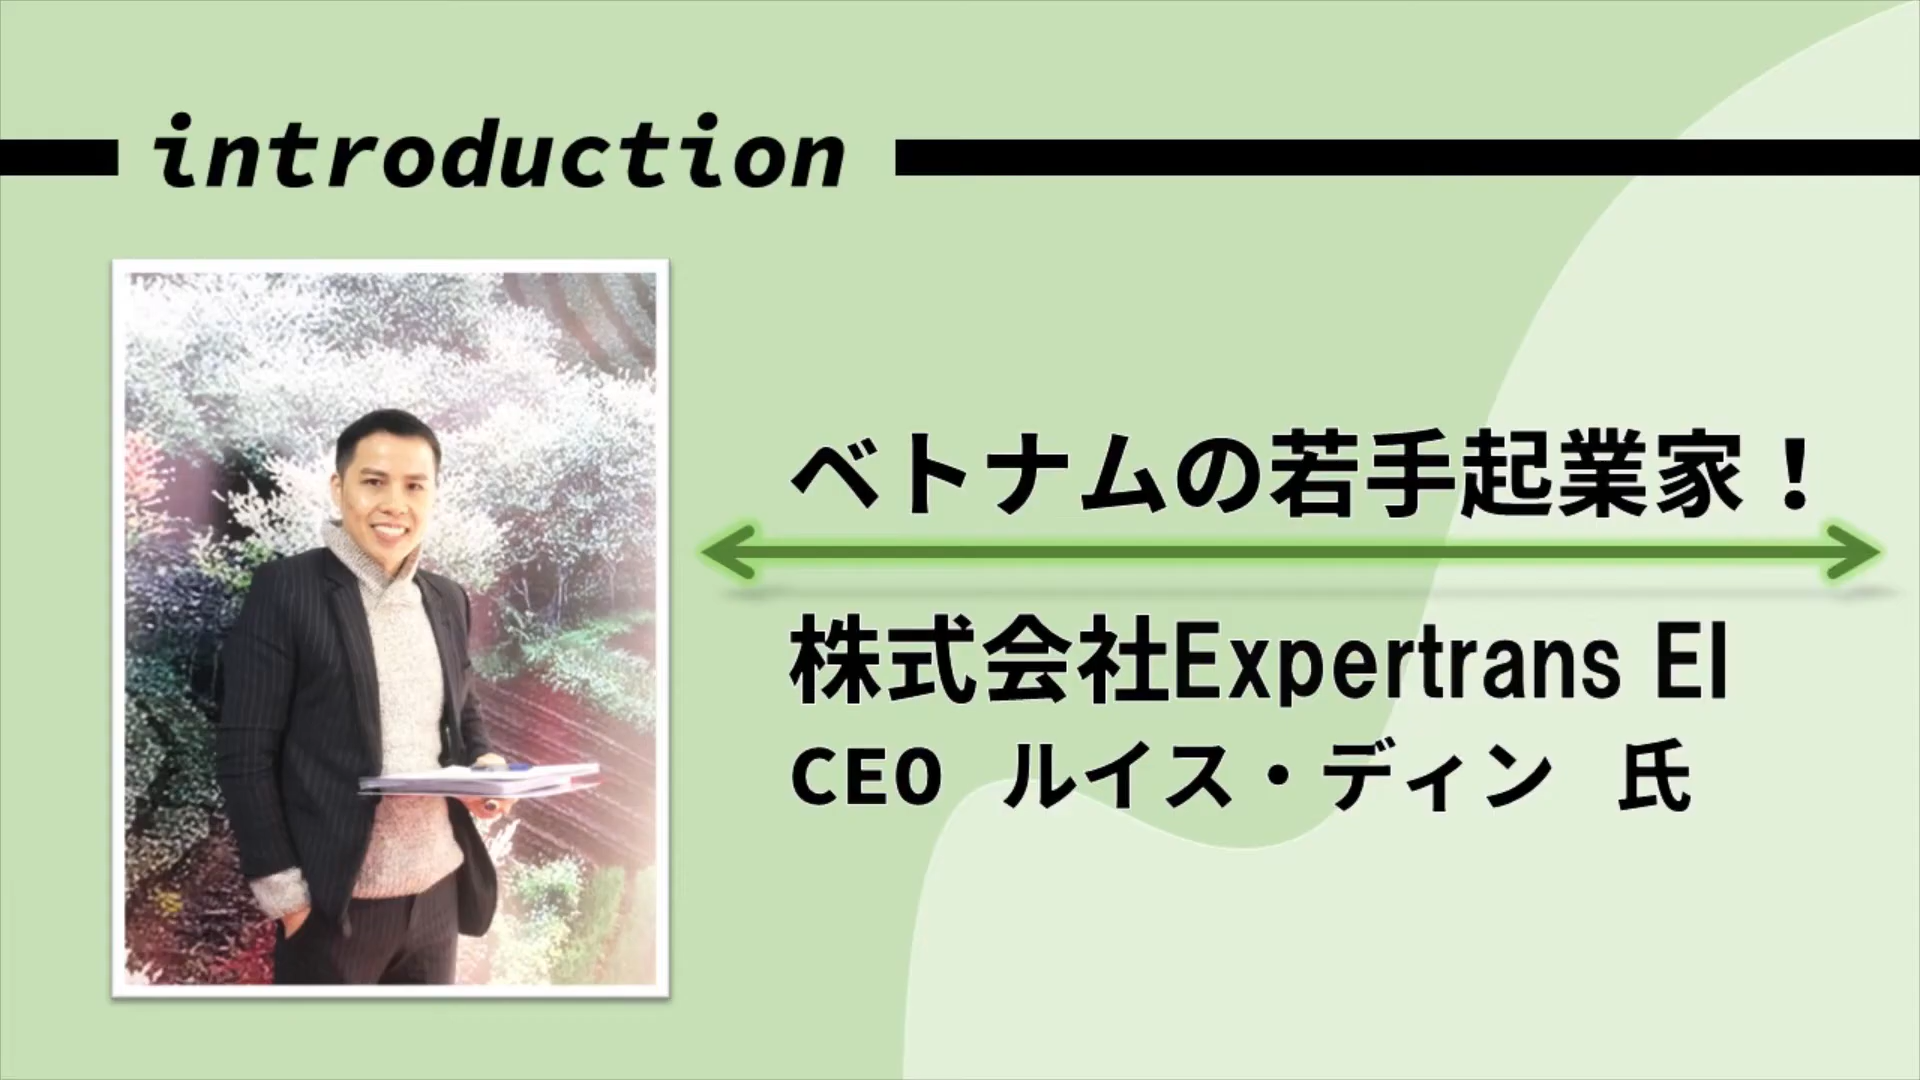 introduction
ベトナムの若手起業家！
株式会社Expertrans EI
CEO ルイス・ディン 氏